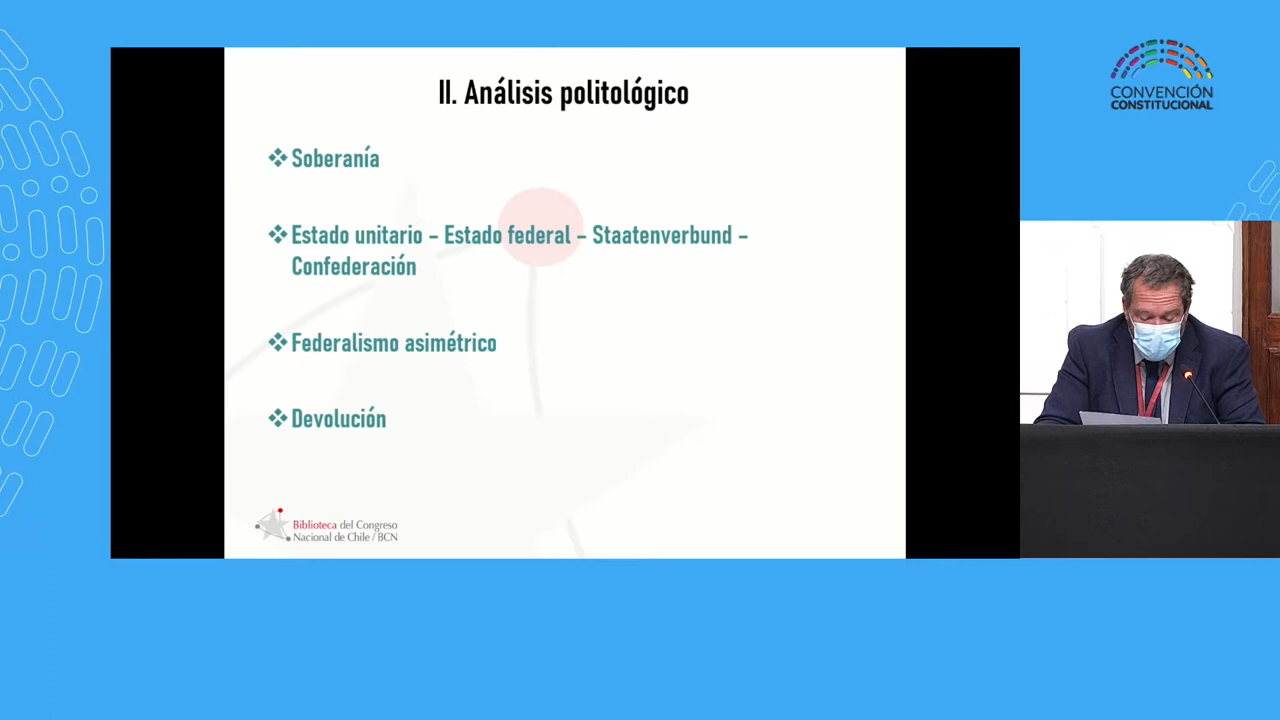 II. Análisis politológico
❖ Soberanía
❖ Estado unitario – Estado federal – Staatenverbund –
Confederación
❖ Federalismo asimétrico
❖ Devolución
Biblioteca del Congreso
Nacional de Chile / BCN
CONVENCIÓN
CONSTITUCIONAL